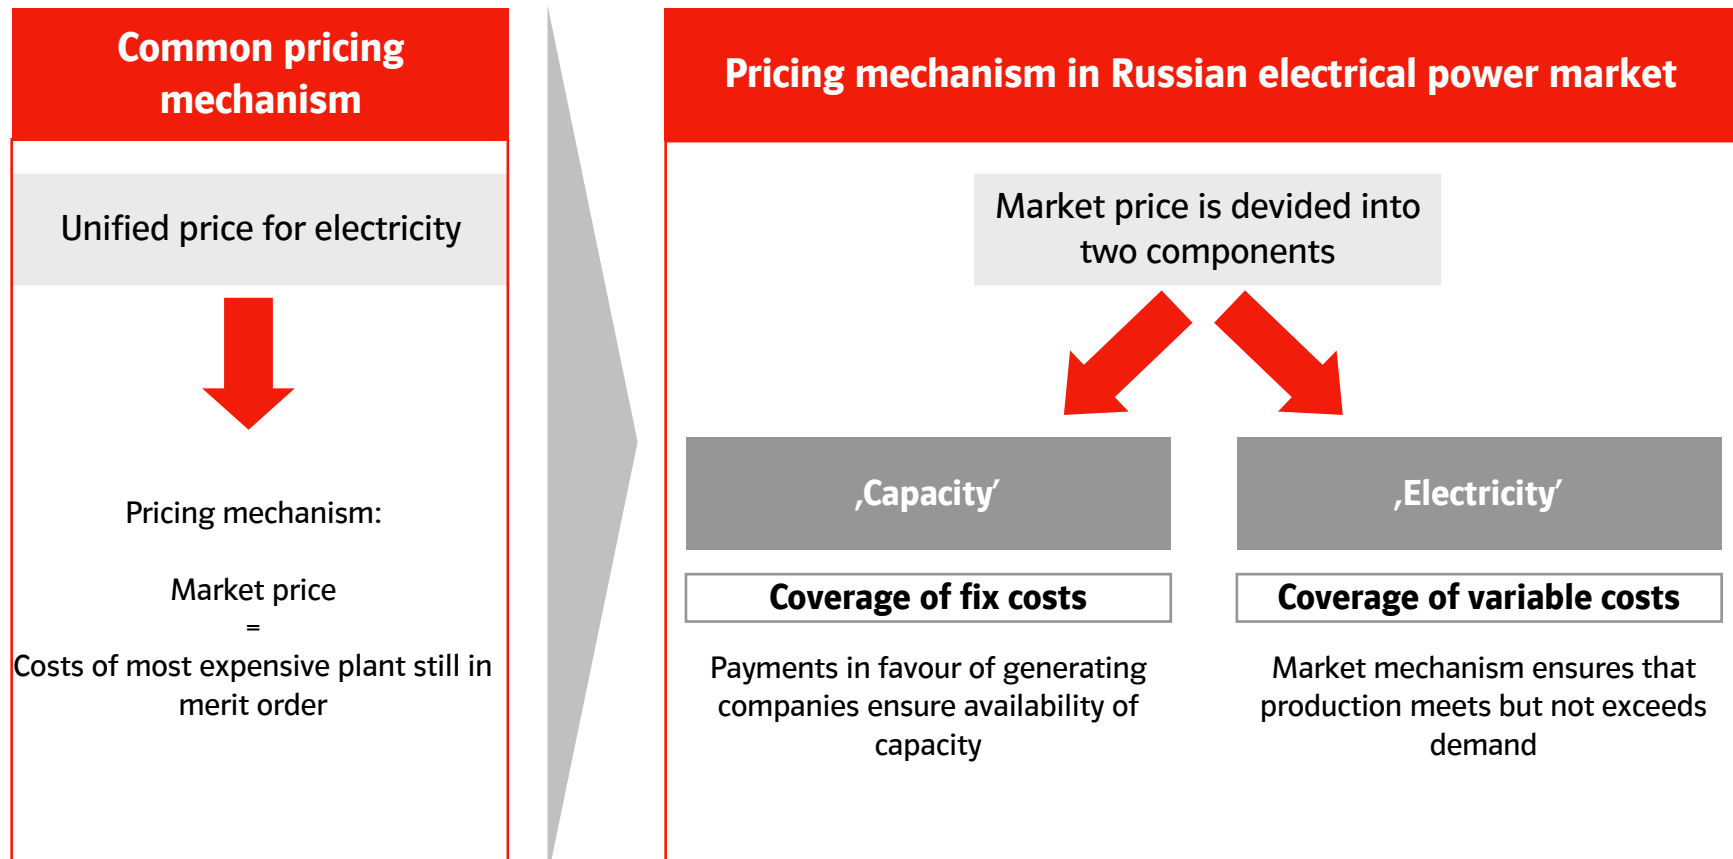 Common pricing
mechanism
Unified price for electricity
Pricing mechanism:
Market price
=
Costs of most expensive plant still in
merit order
Pricing mechanism in Russian electrical power market
Market price is devided into
two components
‚Capacity′
Coverage of fix costs
Payments in favour of generating
companies ensure availability of
capacity
‚Electricity′
Coverage of variable costs
Market mechanism ensures that
production meets but not exceeds
demand